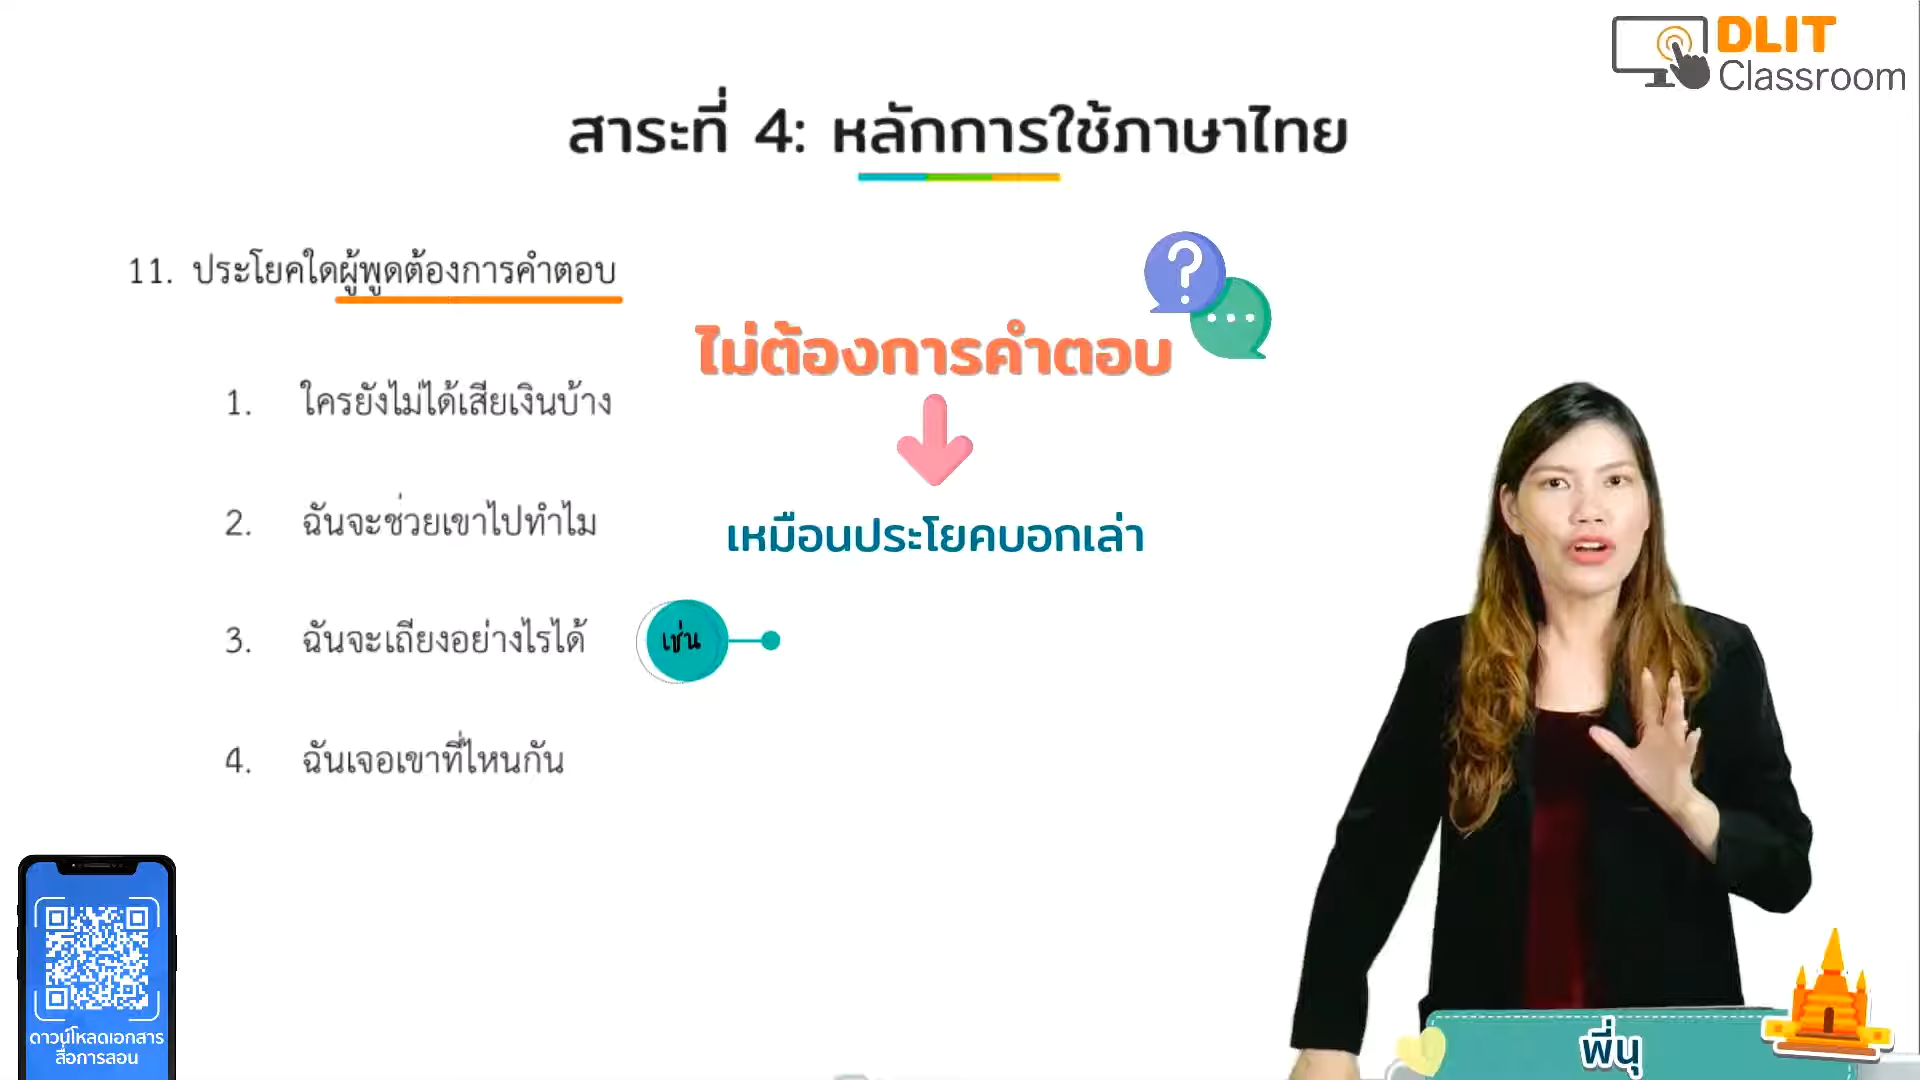 DLIT
Classroom
สาระที่ 4: หลักการใช้ภาษาไทย
11. ประโยคใดผู้พูดต้องการคำตอบ
ไม่ต้องการคำตอบ
1. ใครยังไม่ได้เสียเงินบ้าง
2. ฉันจะช่วยเขาไปทำไม
เหมือนประโยคบอกเล่า
3. ฉันจะเถียงอย่างไรได้
เช่น
4. ฉันเจอเขาที่ไหนกัน
ดาวน์โหลดเอกสาร
สื่อการสอน
พี่นุ